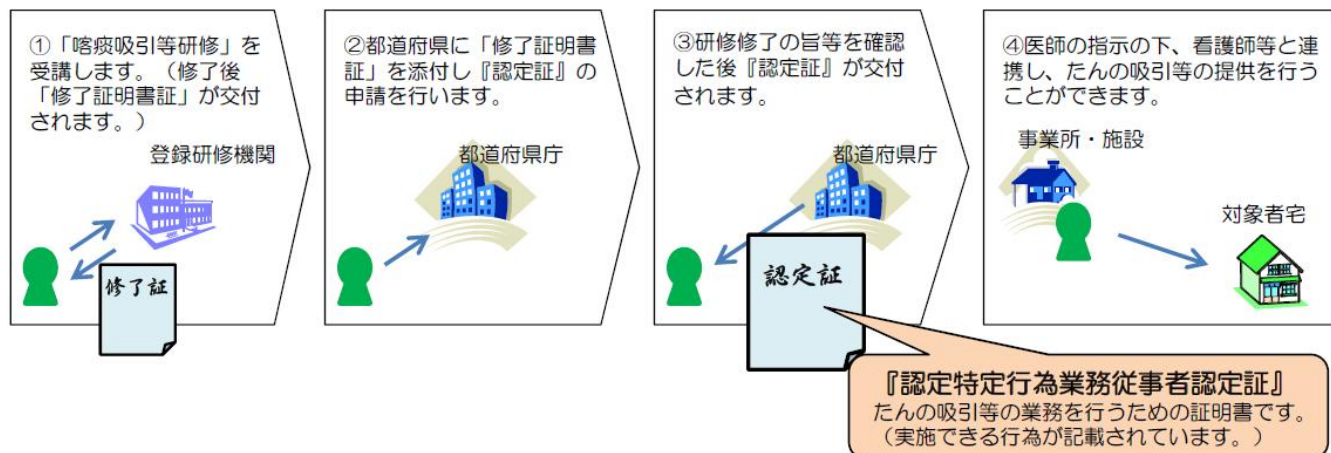 ①「喀痰吸引等研修」を
受講します。（修了後
「修了証明書証」が交付
されます。）
登録研修機関
修了証
②都道府県に「修了証明書
証」を添付し『認定証』の
申請を行います。
都道府県庁
③研修修了の旨等を確認
した後『認定証』が交付
されます。
都道府県庁
認定証
④医師の指示の下、看護師等と連
携し、たんの吸引等の提供を行う
ことができます。
事業所・施設
対象者宅
『認定特定行為業務従事者認定証』
たんの吸引等の業務を行うための証明書です。
（実施できる行為が記載されています。）